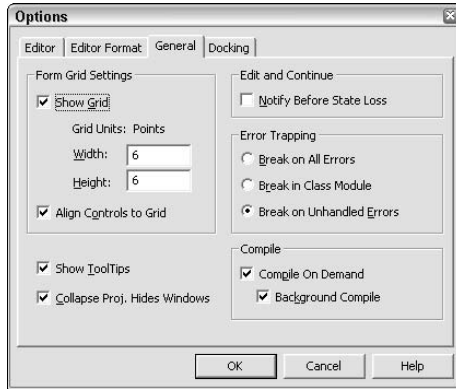 Options
Editor
Editor Format
General
Docking
Form Grid Settings
Show Grid
Grid Units: Points
Width: 6
Height: 6
Align Controls to Grid
Show ToolTips
Collapse Proj. Hides Windows
Edit and Continue
Notify Before State Loss
Error Trapping
Break on All Errors
Break in Class Module
Break on Unhandled Errors
Compile
Compile On Demand
Background Compile
OK
Cancel
Help